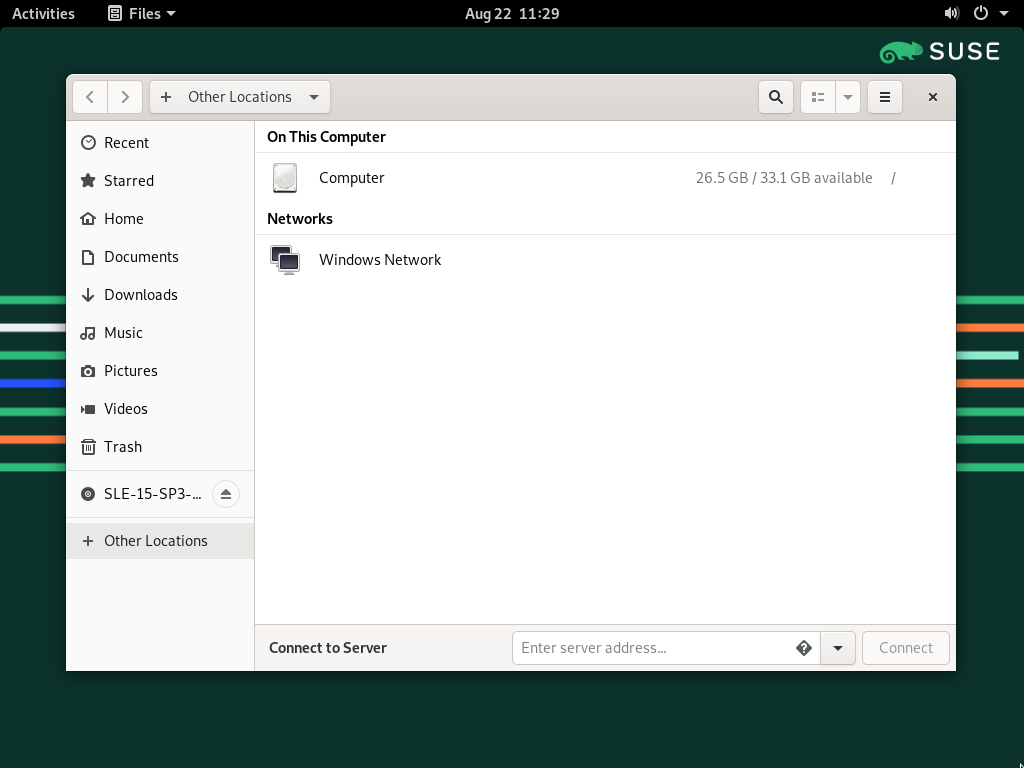 Activities Files Aug 22 11:29
SUSE
Other Locations
Recent
Starred
Home
Documents
Downloads
Music
Pictures
Videos
Trash
SLE-15-SP3-...
Other Locations
On This Computer
Computer 26.5 GB / 33.1 GB available /
Networks
Windows Network
Connect to Server Enter server address... Connect